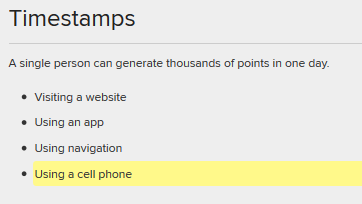 Timestamps
A single person can generate thousands of points in one day.
• Visiting a website
• Using an app
• Using navigation
• Using a cell phone